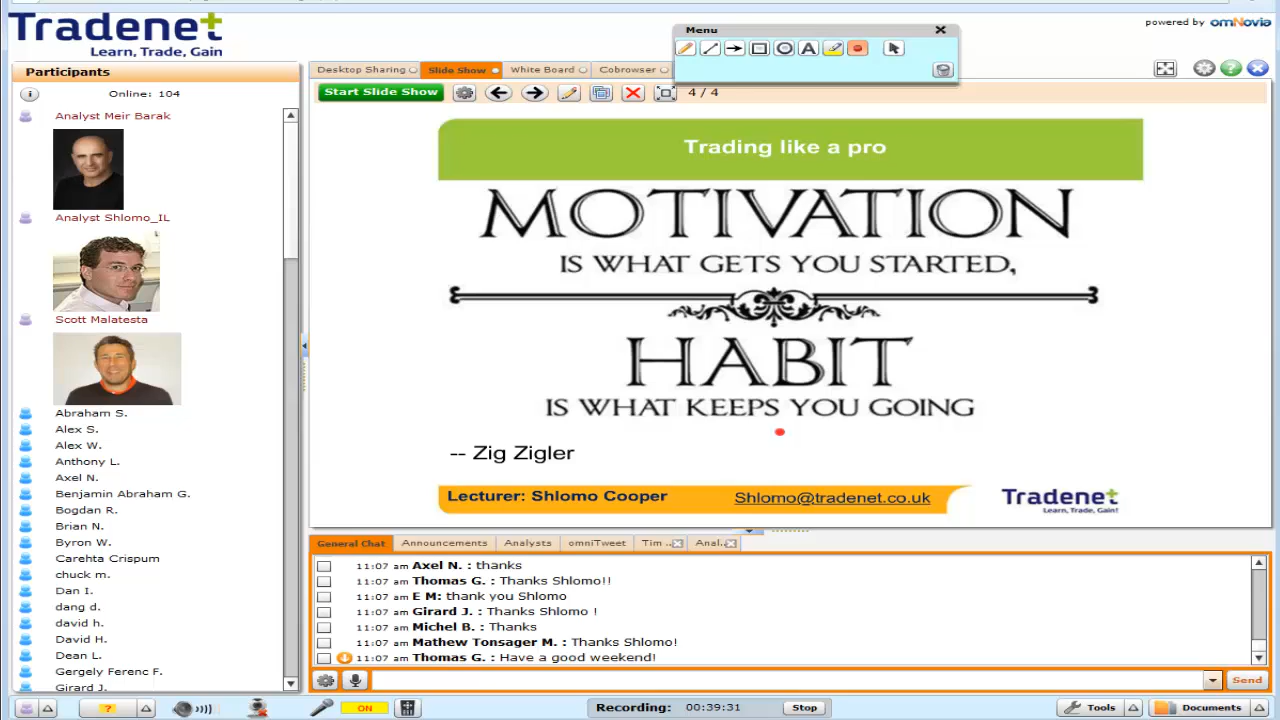 Tradenet
Learn, Trade, Gain
powered by omNovia
Menu
Participants
Online: 104
Analyst Meir Barak
Analyst Shlomo_IL
Scott Malatesta
Abraham S.
Alex S.
Alex W.
Anthony L.
Axel N.
Benjamin Abraham G.
Bogdan R.
Brian N.
Byron W.
Carehta Crispum
chuck m.
Dan I.
dang d.
david h.
David H.
Dean L.
Gergely Ferenc F.
Girard J.
Desktop Sharing
Slide Show
White Board
Cobrowser
A
Start Slide Show
4 / 4
Trading like a pro
MOTIVATION
IS WHAT GETS YOU STARTED,
HABIT
IS WHAT KEEPS YOU GOING
-- Zig Zigler
Lecturer: Shlomo Cooper Shlomo@tradenet.co.uk
Tradenet
Learn, Trade, Gain!
General Chat Announcements Analysts omniTweet Tim .. Anal..
11:07 am Axel N. : thanks
11:07 am Thomas G. : Thanks Shlomo!!
11:07 am E M: thank you Shlomo
11:07 am Girard J. : Thanks Shlomo !
11:07 am Michel B. : Thanks
11:07 am Mathew Tonsager M. : Thanks Shlomo!
11:07 am Thomas G. : Have a good weekend!
Send
? ON Recording: 00:39:31 Stop Tools Documents